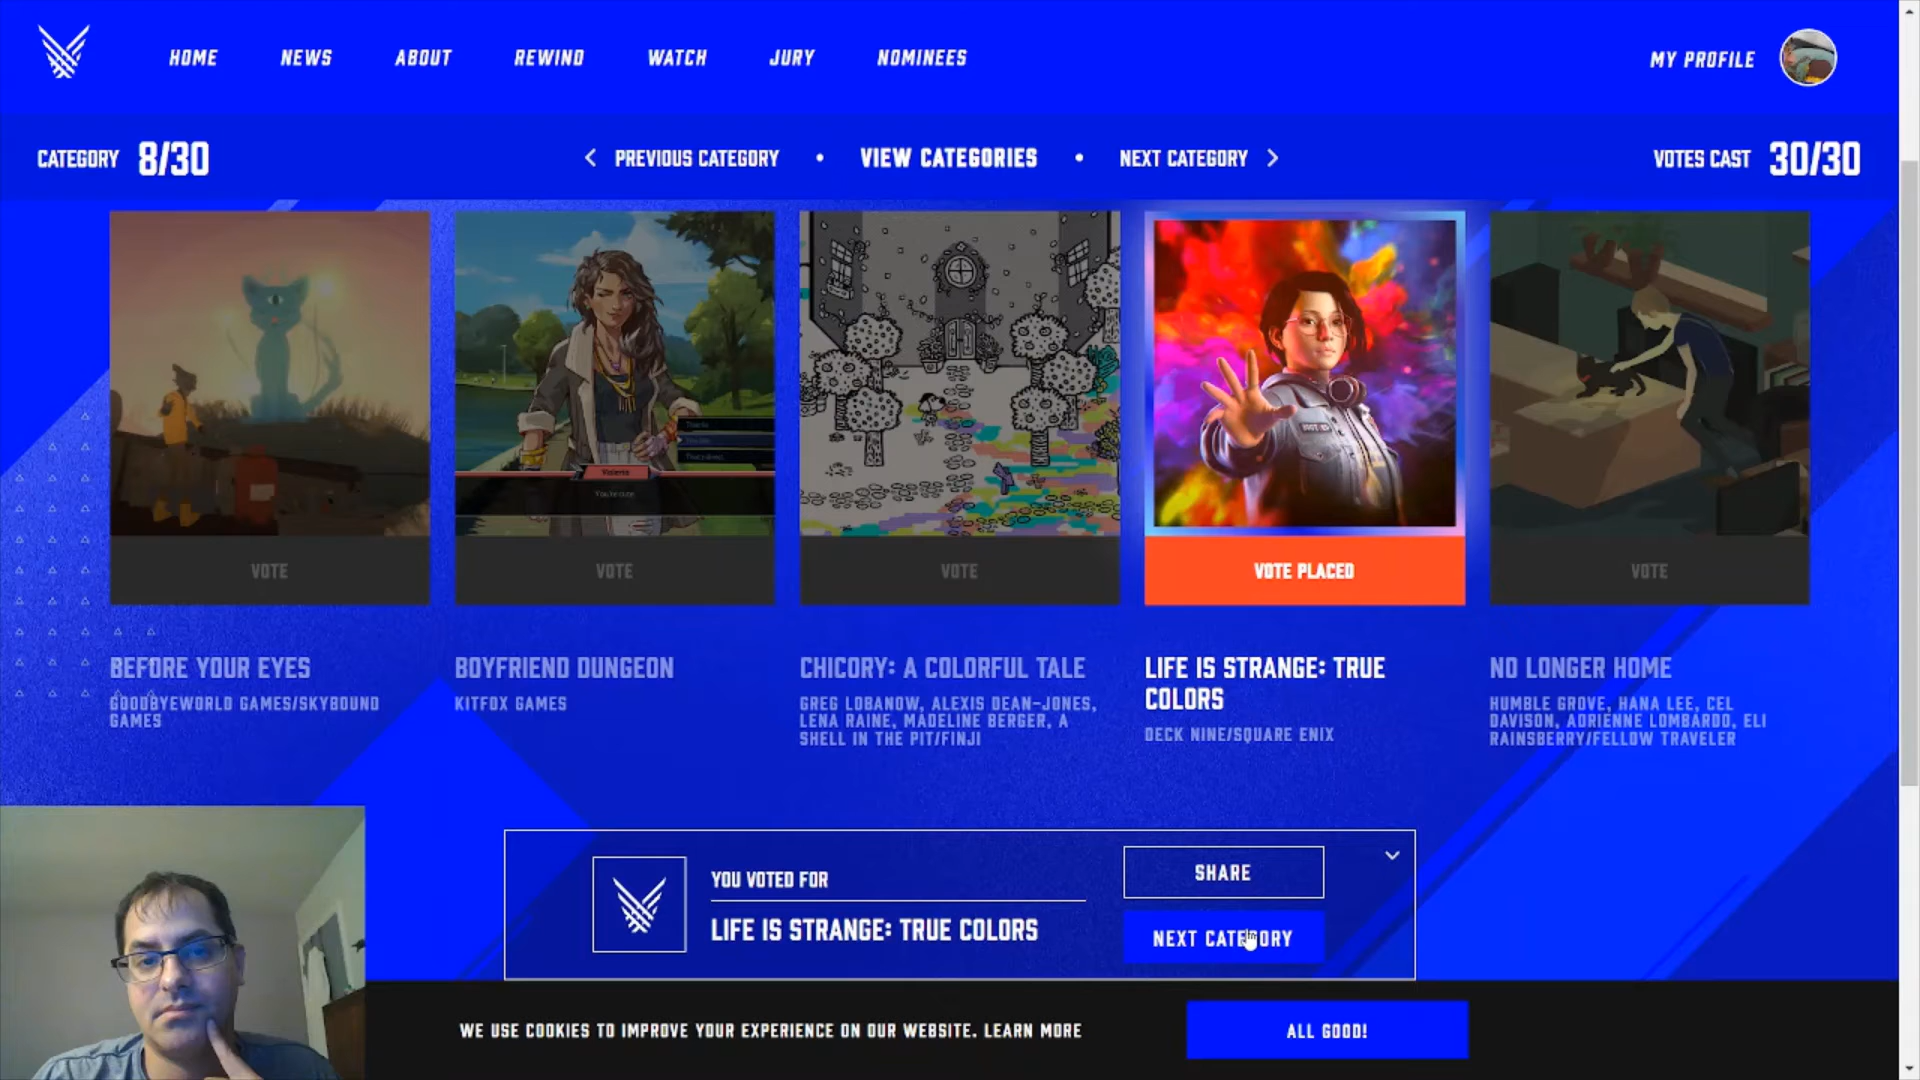 HOME NEWS ABOUT REWIND WATCH JURY NOMINEES MY PROFILE
CATEGORY 8/30 PREVIOUS CATEGORY • VIEW CATEGORIES • NEXT CATEGORY VOTES CAST 30/30
Violenta
You're cute
VOTE VOTE VOTE VOTE PLACED VOTE
BEFORE YOUR EYES
GOODBYEWORLD GAMES/SKYBOUND
GAMES
BOYFRIEND DUNGEON
KITFOX GAMES
CHICORY: A COLORFUL TALE
GREG LOBANOW, ALEXIS DEAN-JONES,
LENA RAINE, MADELINE BERGER, A
SHELL IN THE PIT/FINJI
LIFE IS STRANGE: TRUE
COLORS
DECK NINE/SQUARE ENIX
NO LONGER HOME
HUMBLE GROVE, HANA LEE, CEL
DAVISON, ADRIENNE LOMBARDO, ELI
RAINSBERRY/FELLOW TRAVELER
YOU VOTED FOR
LIFE IS STRANGE: TRUE COLORS
SHARE
NEXT CATEGORY
WE USE COOKIES TO IMPROVE YOUR EXPERIENCE ON OUR WEBSITE. LEARN MORE
ALL GOOD!